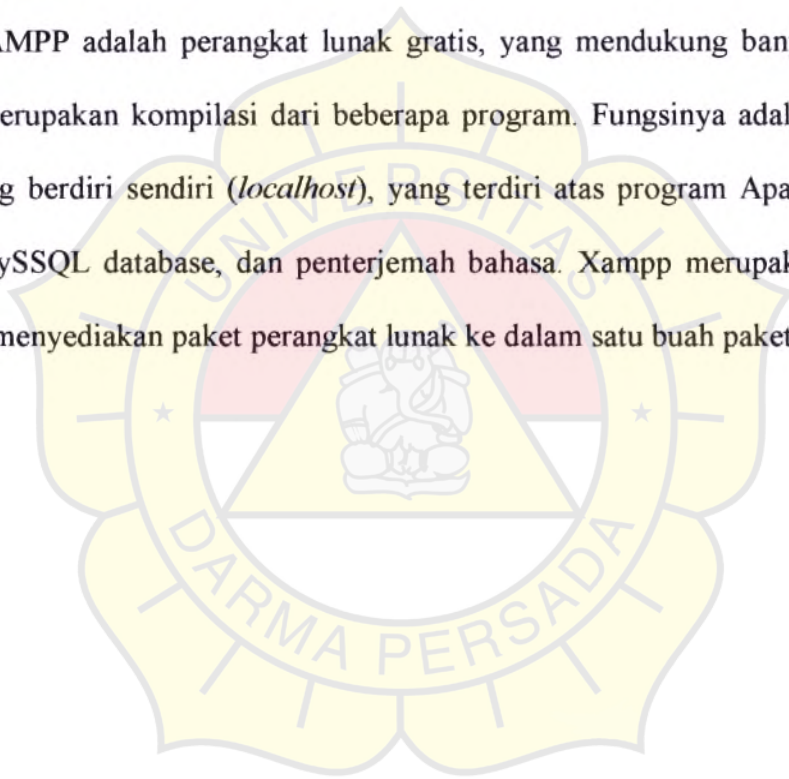 AMPP adalah perangkat lunak gratis, yang mendukung ban
erupakan kompilasi dari beberapa program. Fungsinya adal
g berdiri sendiri (localhost), yang terdiri atas program Apa
ySSQL database, dan penterjemah bahasa. Xampp merupak
menyediakan paket perangkat lunak ke dalam satu buah paket
UNIVERSITAS
DARMA PERSADA